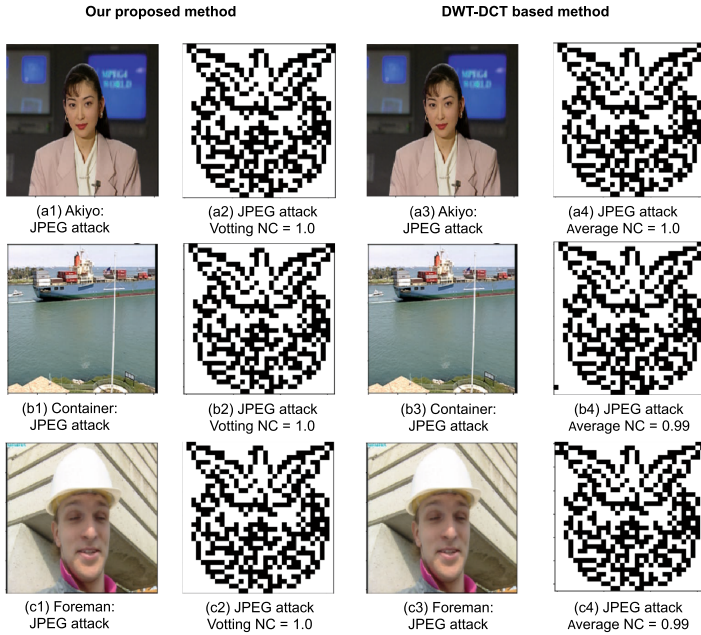 Our proposed method
DWT-DCT based method
MPEG4
WORLD
MPEG4
WORLD
(a1) Akiyo:
JPEG attack
(a2) JPEG attack
Votting NC = 1.0
(a3) Akiyo:
JPEG attack
(a4) JPEG attack
Average NC = 1.0
(b1) Container:
JPEG attack
(b2) JPEG attack
Votting NC = 1.0
(b3) Container:
JPEG attack
(b4) JPEG attack
Average NC = 0.99
(c1) Foreman:
JPEG attack
(c2) JPEG attack
Votting NC = 1.0
(c3) Foreman:
JPEG attack
(c4) JPEG attack
Average NC = 0.99